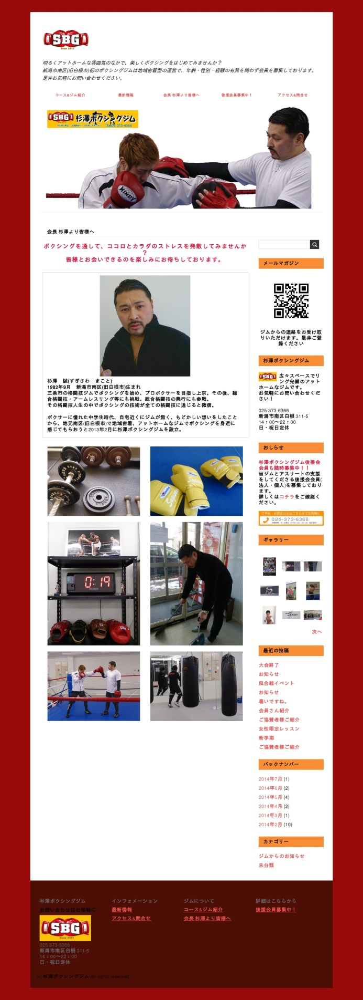 SBG
Since 2013
明るくアットホームな雰囲気のなかで、楽しくボクシングをはじめてみませんか？
新潟市南区(旧白根市)初のボクシングジムは地域密着型の運営で、年齢・性別・経験の有無を問わず会員を募集しております。
是非お気軽にお問い合わせください。
コース&ジム紹介
最新情報
会長 杉澤より皆様へ
後援会員募集中！
アクセス&問合せ
SBG 杉澤ボクシングジム
TEL 025-373-6366
WINDY
会長 杉澤より皆様へ
ボクシングを通して、ココロとカラダのストレスを発散してみませんか
？
皆様とお会いできるのを楽しみにお待ちしております。
杉澤　誠(すぎさわ　まこと)
1982年9月　新潟市南区(旧白根市)生まれ
三条市の格闘技ジムでボクシングを始め、プロボクサーを目指し上京。その後、総
合格闘技・アームレスリング等にも挑戦。総合格闘技の興行にも参戦。
その格闘技人生の中でボクシングの技術が全ての格闘技に通じると確信。
ボクサーに憧れた中学生時代、自宅近くにジムが無く、もどかしい想いをしたこと
から、地元南区(旧白根市)で地域密着、アットホームなジムでボクシングを身近に
感じてもらおうと2013年2月に杉澤ボクシングジムを設立。
0:19
メールマガジン
ジムからの連絡をお受け取
りいただけます。是非ご登
録ください
杉澤ボクシングジム
SBG
広々スペースでリ
ング完備のアット
ホームなジムです。
お気軽にお問い合わせくだ
さい！
025-373-6366
新潟市南区白根 311-5
14：00〜22：00
日・祝日定休
おしらせ
杉澤ボクシングジム後援会
会員も随時募集中！！
当ジムとアスリートの支援
をしてくださる後援会会員(
法人・個人)を募集しており
ます。
詳しくはコチラをご確認く
ださい。
ご予約・お問合わせはこちらまでお気軽に
025-373-6366
ギャラリー
Spoon
次へ
最近の投稿
大会終了
お知らせ
凧合戦イベント
お知らせ
暑いですね。
会員さん紹介
ご協賛者様ご紹介
女性限定レッスン
新学期
ご協賛者様ご紹介
バックナンバー
2014年7月 (1)
2014年6月 (2)
2014年5月 (4)
2014年4月 (2)
2014年3月 (1)
2014年2月 (10)
カテゴリー
ジムからのお知らせ
未分類
杉澤ボクシングジム
お問い合わせはお気軽に
SBG
Since 2013
025-373-6366
新潟市南区白根 311-5
14：00〜22：00
日・祝日定休
インフォメーション
最新情報
アクセス&問合せ
ジムについて
コース&ジム紹介
会長 杉澤より皆様へ
詳細はこちらから
後援会員募集中！
(c) 杉澤ボクシングジム All rights reserved.